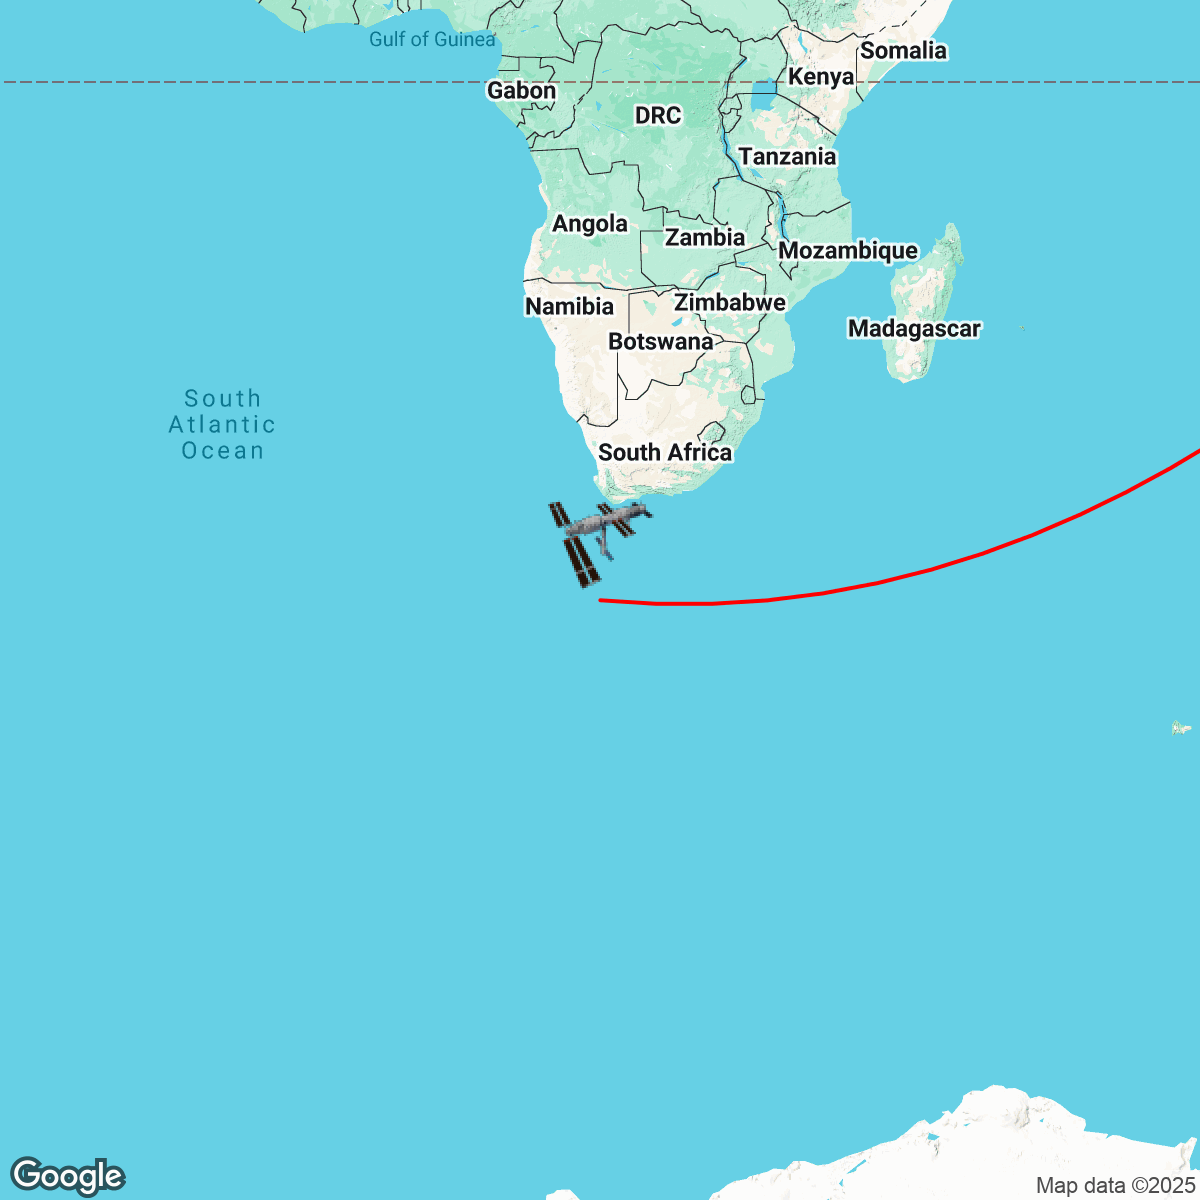 Gulf of Guinea
Somalia
Kenya
Gabon
DRC
Tanzania
Angola
Zambia
Mozambique
Namibia
Zimbabwe
Madagascar
Botswana
South
Atlantic
Ocean
South Africa
Google
Map data ©2025